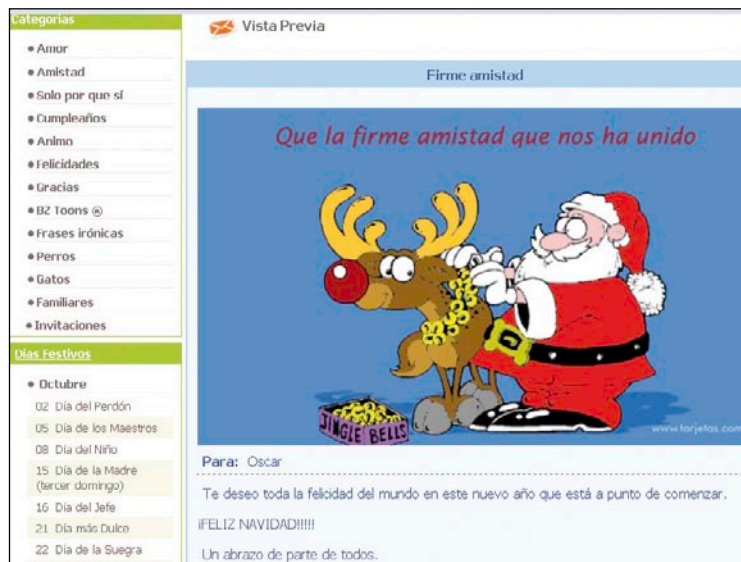 Categorías
Amor
Amistad
Solo por que sí
Cumpleaños
Animo
Felicidades
Gracias
BZ Toons ®
Frases irónicas
Perros
Gatos
Familiares
Invitaciones
Días Festivos
Octubre
02 Día del Perdón
05 Día de los Maestros
08 Día del Niño
15 Día de la Madre
(tercer domingo)
16 Día del Jefe
21 Día más Dulce
22 Día de la Suegra
Vista Previa
Firme amistad
Que la firme amistad que nos ha unido
JINGLE BELLS
www.tarjetas.com
Para: Oscar
Te deseo toda la felicidad del mundo en este nuevo año que está a punto de comenzar.
¡FELIZ NAVIDAD!!!!!
Un abrazo de parte de todos.